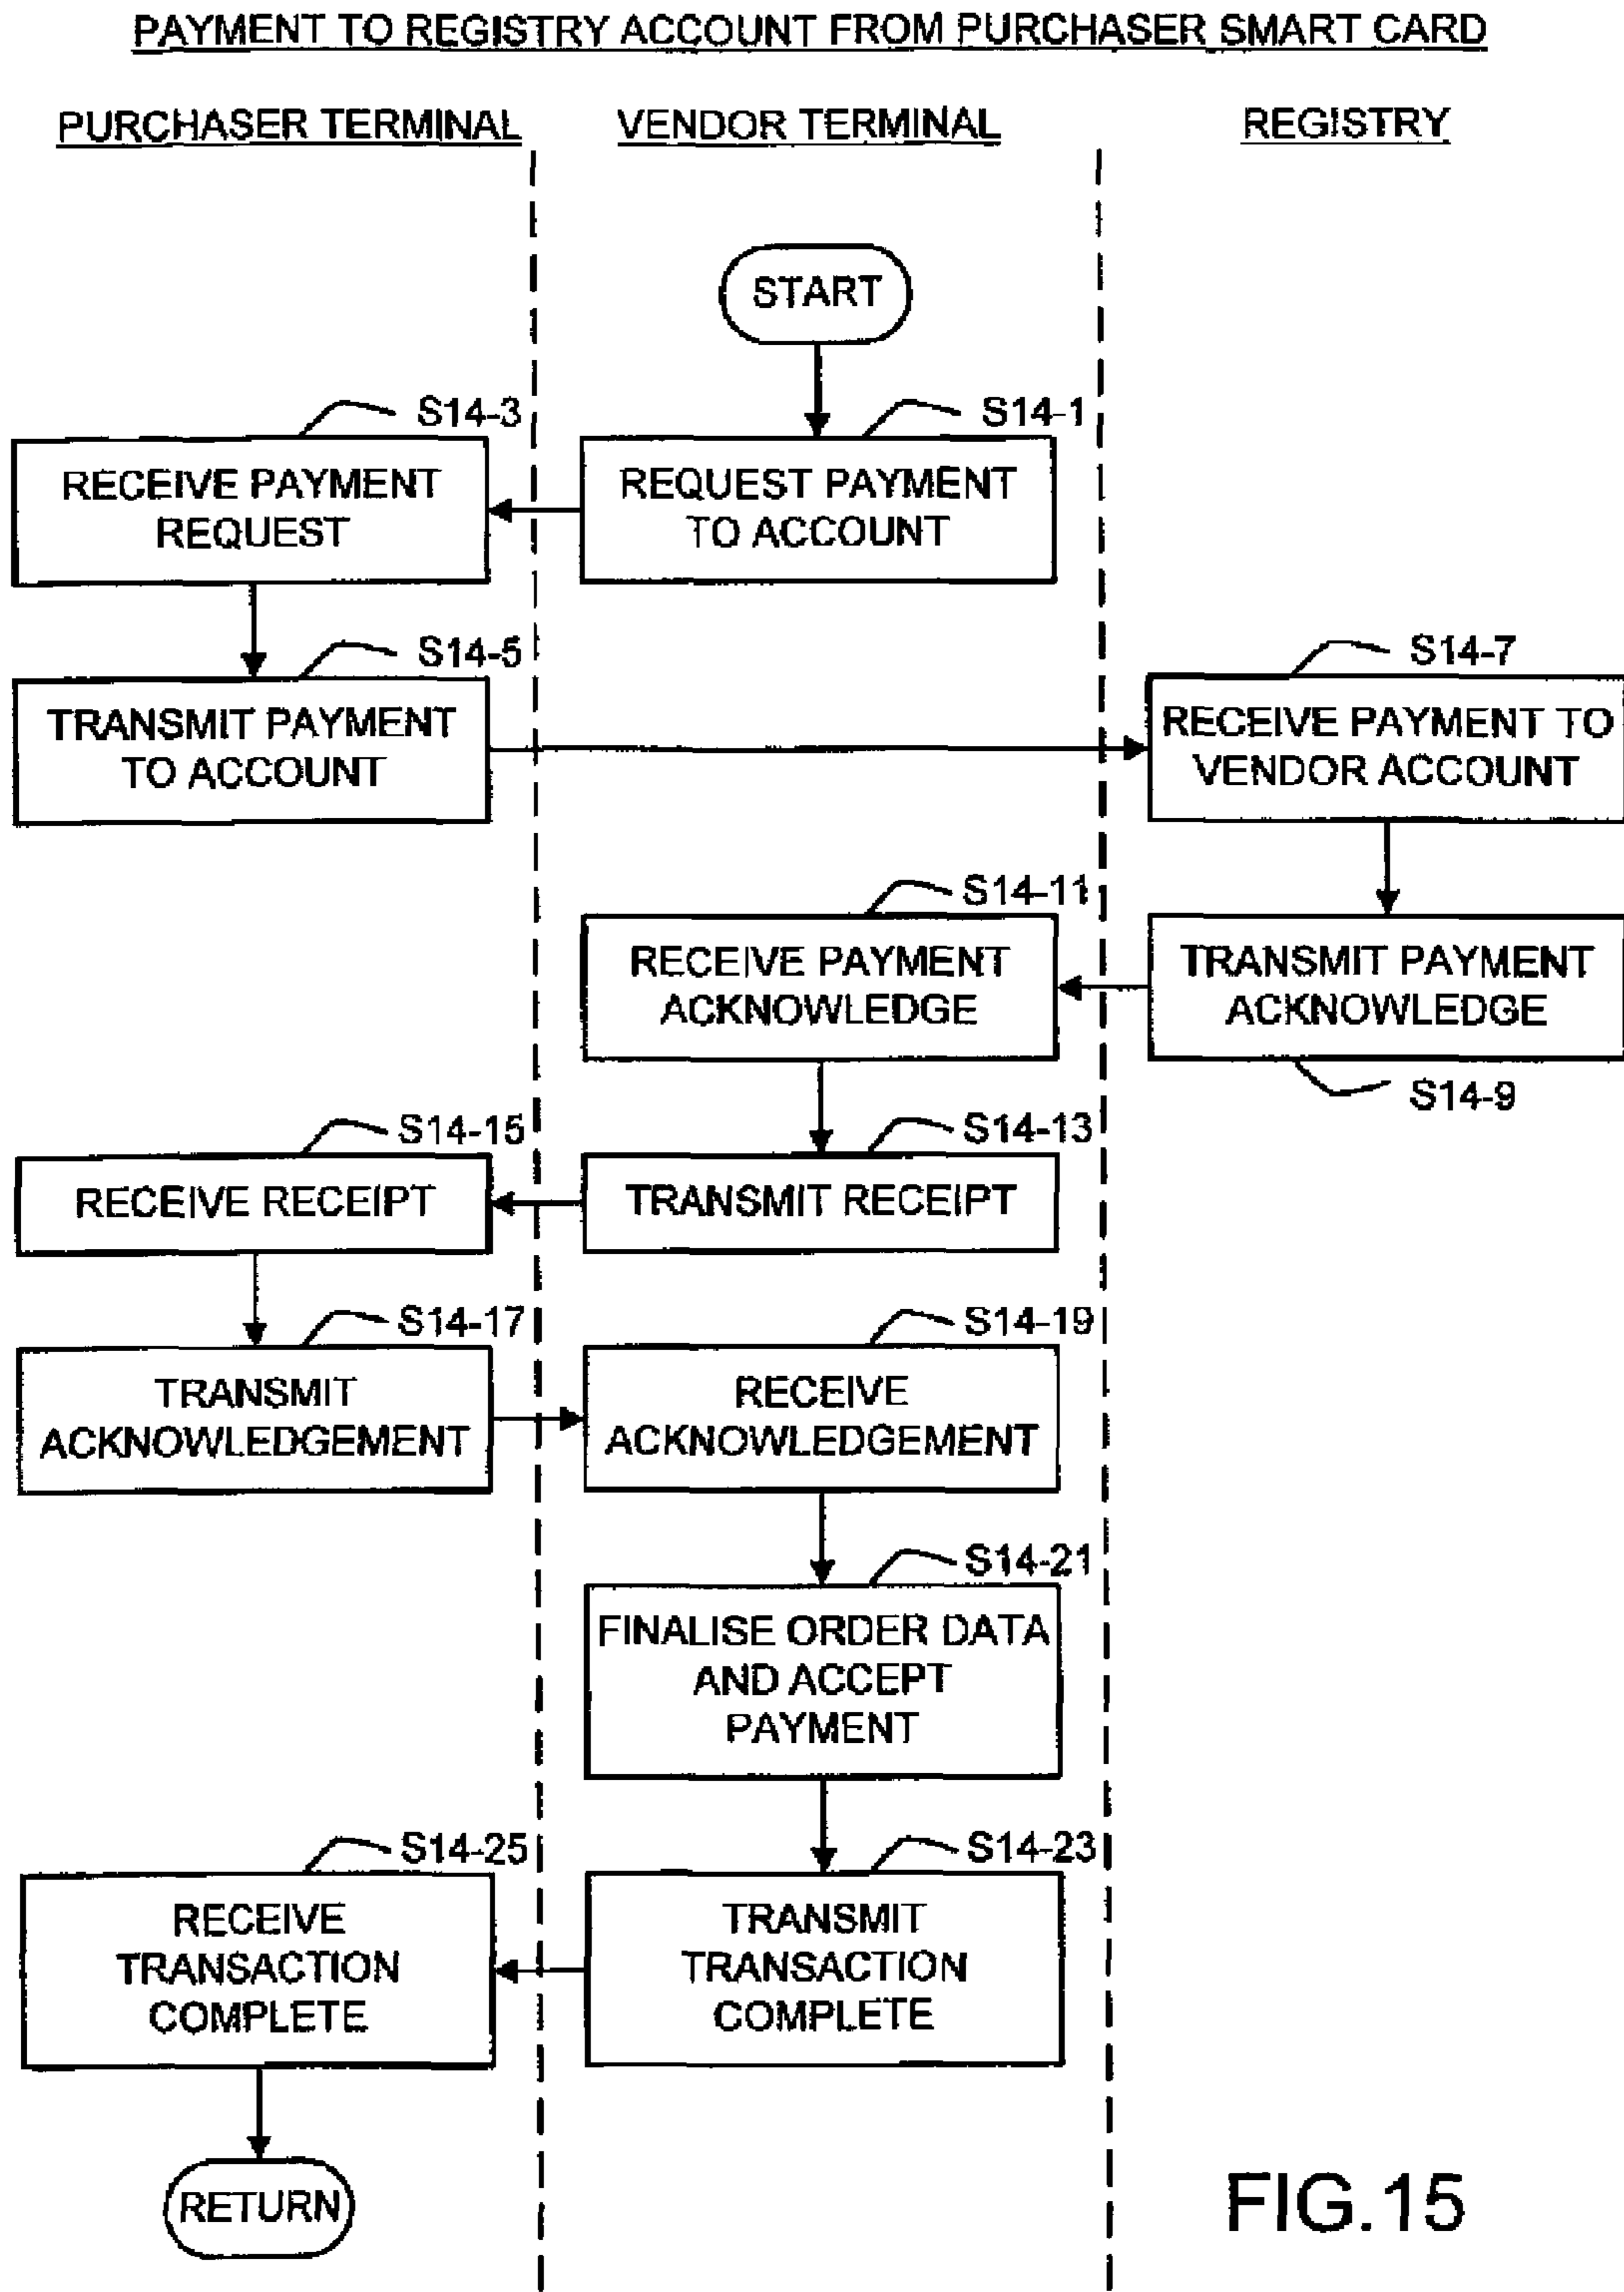 PAYMENT TO REGISTRY ACCOUNT FROM PURCHASER SMART CARD
PURCHASER TERMINAL
VENDOR TERMINAL
REGISTRY
START
S14-3
S14-1
RECEIVE PAYMENT
REQUEST
REQUEST PAYMENT
TO ACCOUNT
S14-5
S14-7
TRANSMIT PAYMENT
TO ACCOUNT
RECEIVE PAYMENT TO
VENDOR ACCOUNT
S14-11
RECEIVE PAYMENT
ACKNOWLEDGE
TRANSMIT PAYMENT
ACKNOWLEDGE
S14-9
S14-15
S14-13
RECEIVE RECEIPT
TRANSMIT RECEIPT
S14-17
S14-19
TRANSMIT
ACKNOWLEDGEMENT
RECEIVE
ACKNOWLEDGEMENT
S14-21
FINALISE ORDER DATA
AND ACCEPT
PAYMENT
S14-25
S14-23
RECEIVE
TRANSACTION
COMPLETE
TRANSMIT
TRANSACTION
COMPLETE
RETURN
FIG.15